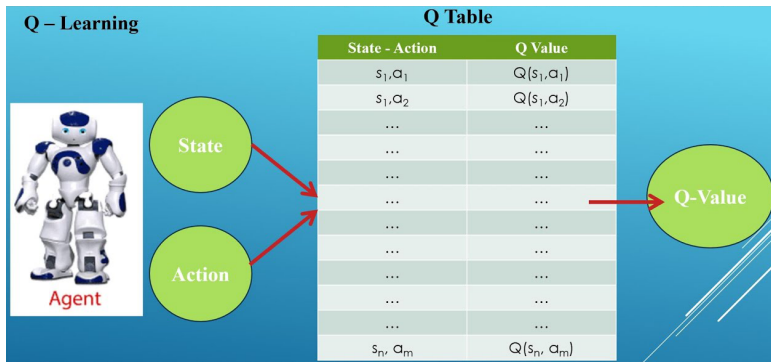 Q – Learning
Q Table
State - Action Q Value
s₁,a₁ Q(s₁,a₁)
s₁,a₂ Q(s₁,a₂)
... ...
... ...
... ...
... ...
... ...
... ...
... ...
... ...
... ...
sₙ, aₘ Q(sₙ, aₘ)
State
Action
Agent
Q-Value